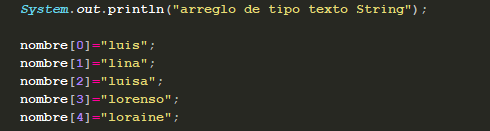 System.out.println("arreglo de tipo texto String");
nombre[0]="luis";
nombre[1]="lina";
nombre[2]="luisa";
nombre[3]="lorenso";
nombre[4]="loraine";